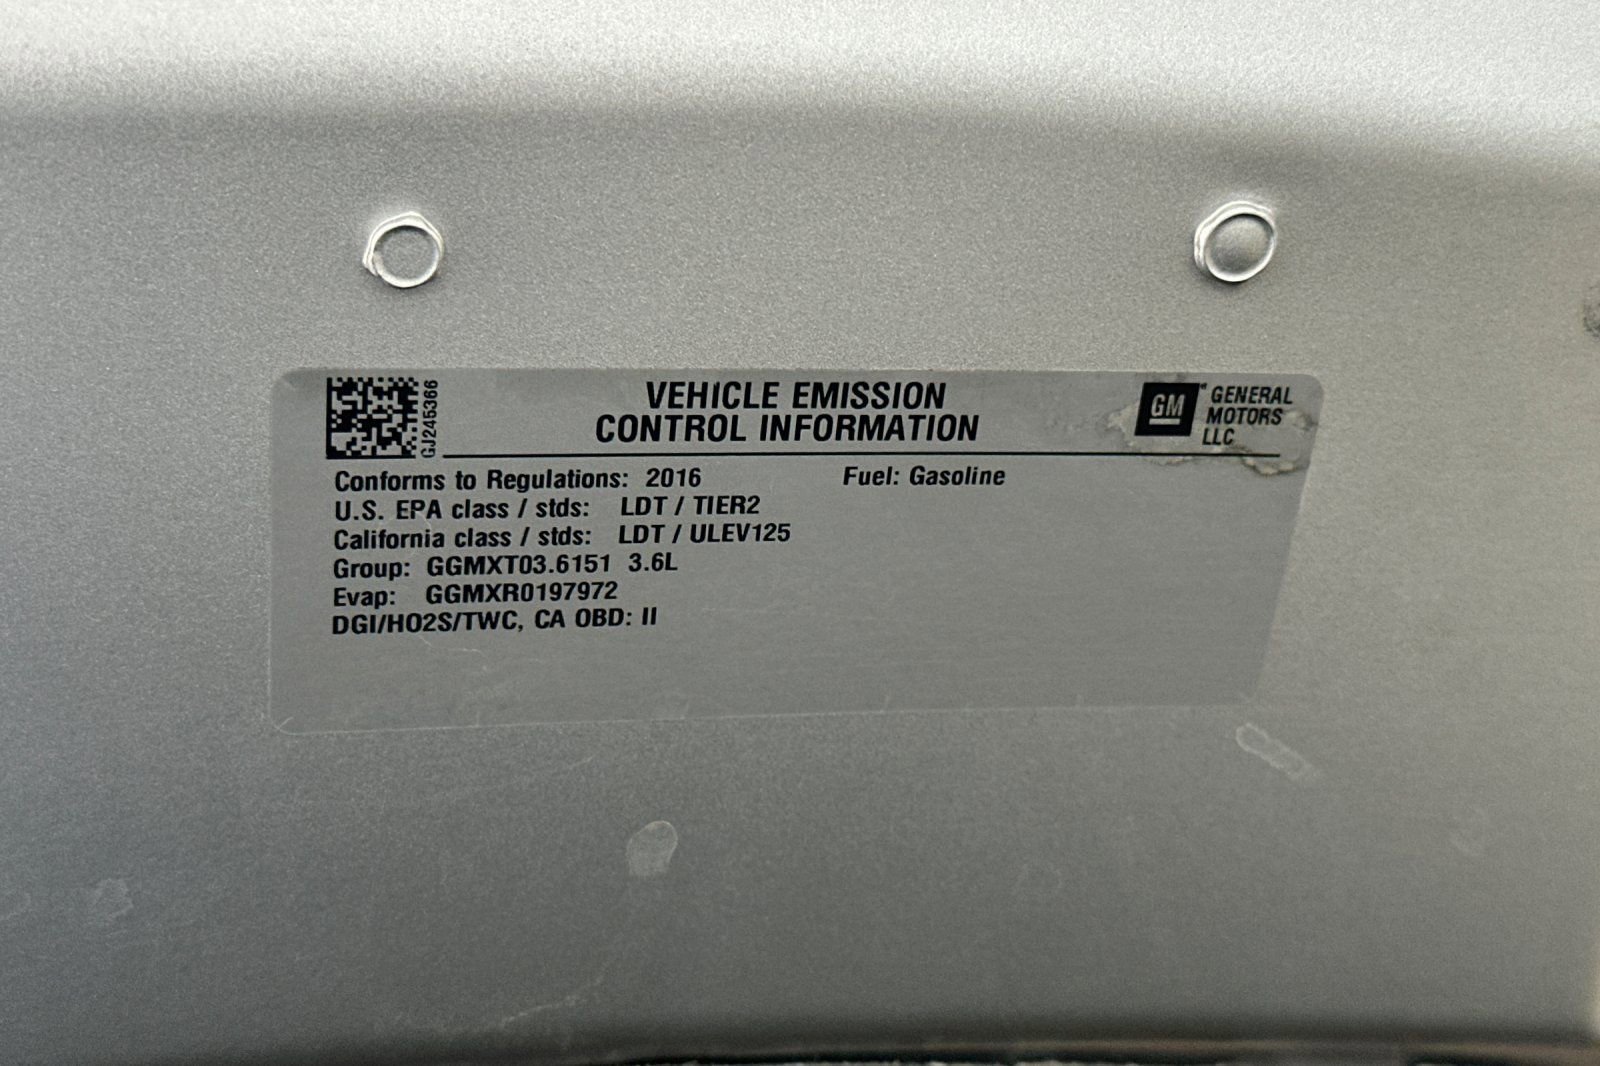 GJ245366
VEHICLE EMISSION
CONTROL INFORMATION
GM
GENERAL
MOTORS
LLC
Conforms to Regulations: 2016 Fuel: Gasoline
U.S. EPA class / stds: LDT / TIER2
California class / stds: LDT / ULEV125
Group: GGMXT03.6151 3.6L
Evap: GGMXR0197972
DGI/HO2S/TWC, CA OBD: II